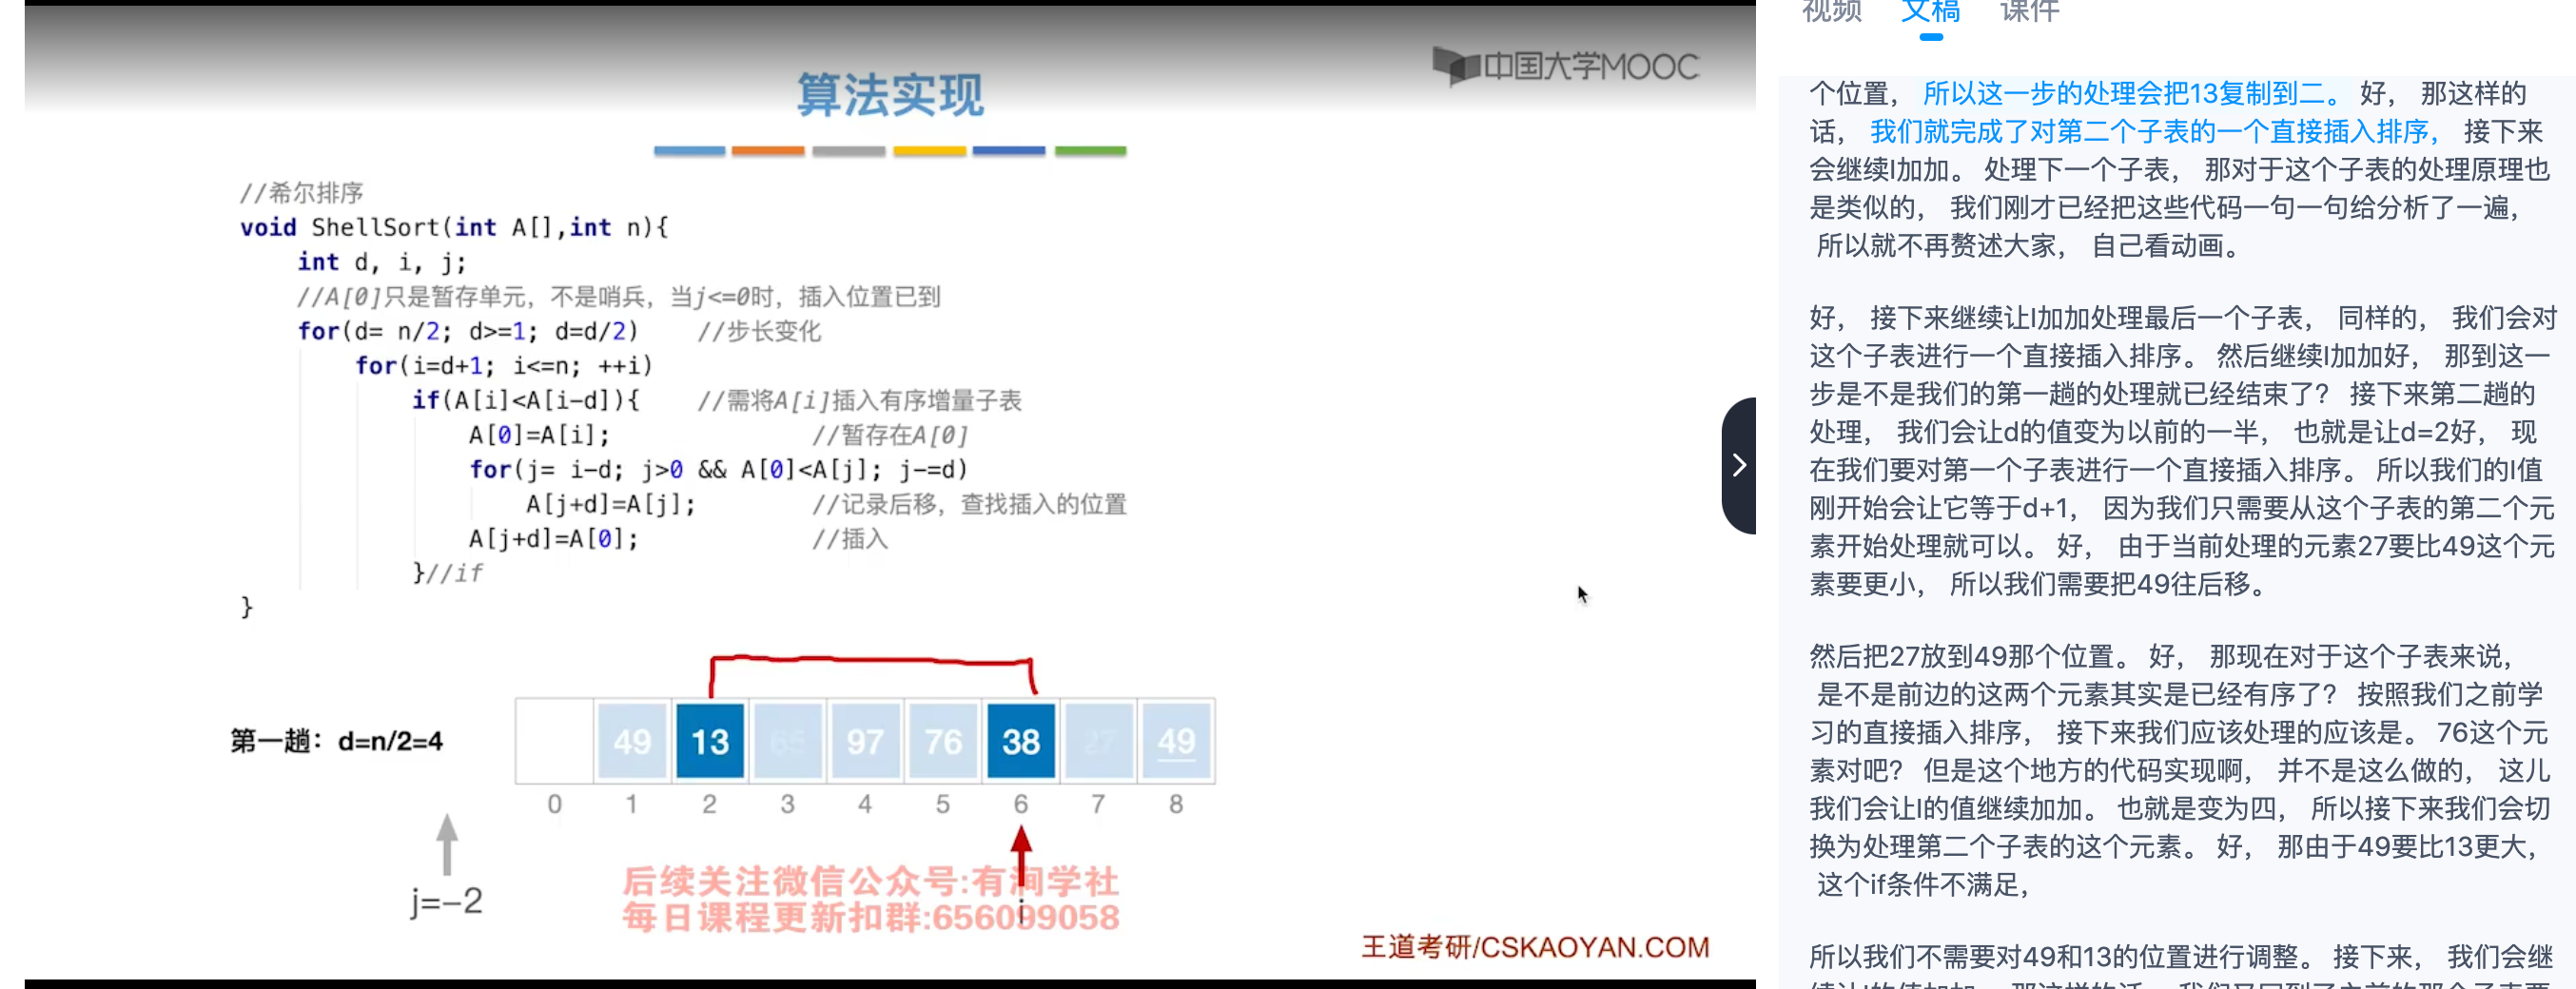 中国大学MOOC
算法实现
//希尔排序
void ShellSort(int A[],int n){
int d, i, j;
//A[0]只是暂存单元，不是哨兵，当j<=0时，插入位置已到
for(d= n/2; d>=1; d=d/2) //步长变化
for(i=d+1; i<=n; ++i)
if(A[i]<A[i-d]){ //需将A[i]插入有序增量子表
A[0]=A[i]; //暂存在A[0]
for(j= i-d; j>0 && A[0]<A[j]; j-=d)
A[j+d]=A[j]; //记录后移，查找插入的位置
A[j+d]=A[0]; //插入
}//if
}
第一趟：d=n/2=4
49 13 65 97 76 38 27 49
0 1 2 3 4 5 6 7 8
j=-2
i
后续关注微信公众号:有润学社
每日课程更新扣群:656099058
王道考研/CSKAOYAN.COM
视频 文稿 课件
个位置， 所以这一步的处理会把13复制到二。 好， 那这样的
话， 我们就完成了对第二个子表的一个直接插入排序， 接下来
会继续I加加。 处理下一个子表， 那对于这个子表的处理原理也
是类似的， 我们刚才已经把这些代码一句一句给分析了一遍，
所以就不再赘述大家， 自己看动画。
好， 接下来继续让I加加处理最后一个子表， 同样的， 我们会对
这个子表进行一个直接插入排序。 然后继续I加加好， 那到这一
步是不是我们的第一趟的处理就已经结束了？ 接下来第二趟的
处理， 我们会让d的值变为以前的一半， 也就是让d=2好， 现
在我们要对第一个子表进行一个直接插入排序。 所以我们的I值
刚开始会让它等于d+1， 因为我们只需要从这个子表的第二个元
素开始处理就可以。 好， 由于当前处理的元素27要比49这个元
素要更小， 所以我们需要把49往后移。
然后把27放到49那个位置。 好， 那现在对于这个子表来说，
是不是前边的这两个元素其实是已经有序了？ 按照我们之前学
习的直接插入排序， 接下来我们应该处理的应该是。 76这个元
素对吧？ 但是这个地方的代码实现啊， 并不是这么做的， 这儿
我们会让I的值继续加加。 也就是变为四， 所以接下来我们会切
换为处理第二个子表的这个元素。 好， 那由于49要比13更大，
这个if条件不满足，
所以我们不需要对49和13的位置进行调整。 接下来， 我们会继